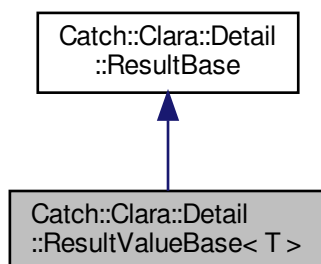 Catch::Clara::Detail
::ResultBase
Catch::Clara::Detail
::ResultValueBase< T >